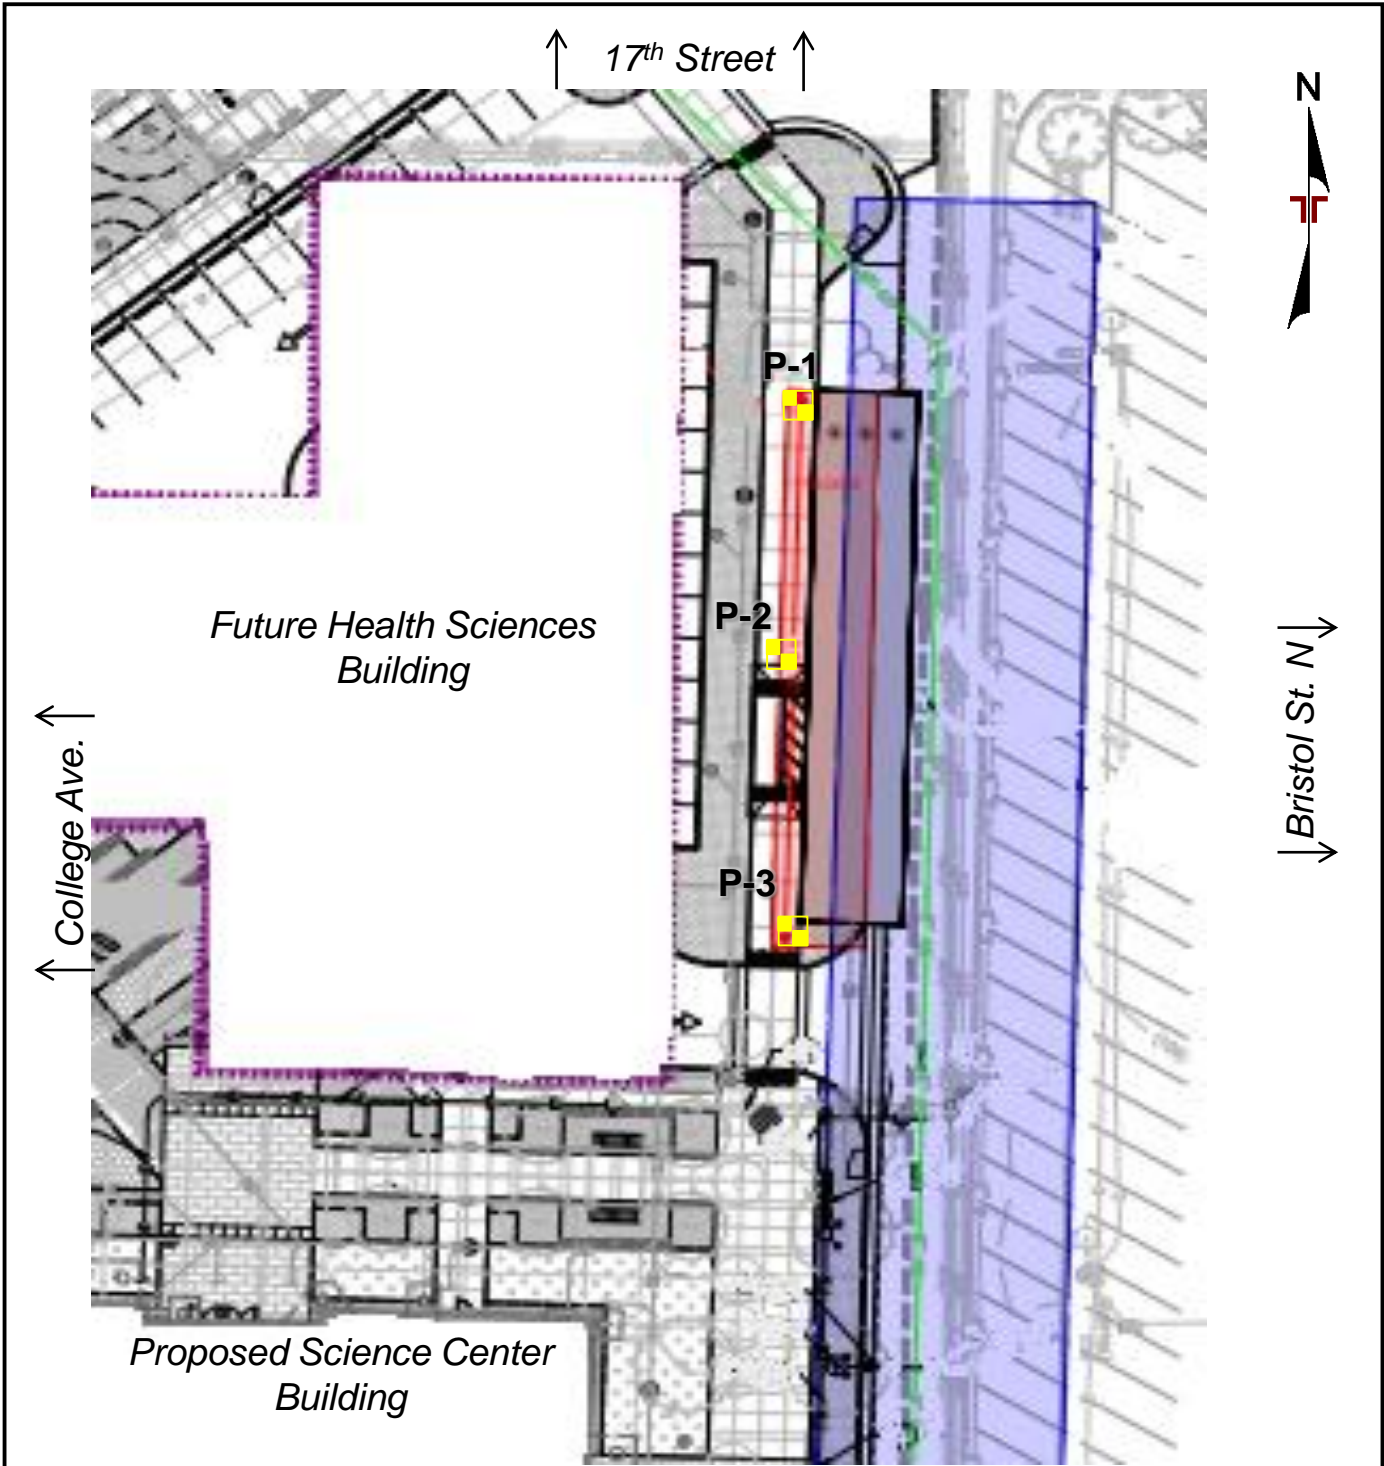 17th Street
N
P-1
P-2
Future Health Sciences
Building
Bristol St. N
College Ave.
P-3
Proposed Science Center
Building